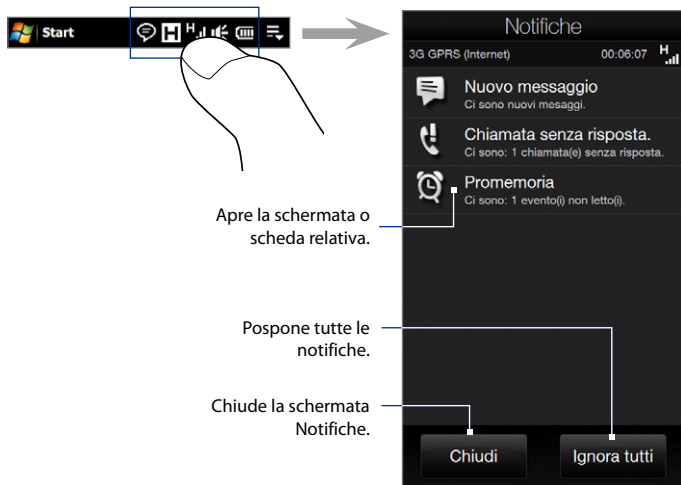 Start
H
H
Notifiche
3G GPRS (Internet) 00:06:07 H
Nuovo messaggio
Ci sono nuovi mesaggi.
Chiamata senza risposta.
Ci sono: 1 chiamata(e) senza risposta.
Promemoria
Ci sono: 1 evento(i) non letto(i).
Apre la schermata o
scheda relativa.
Pospone tutte le
notifiche.
Chiude la schermata
Notifiche.
Chiudi
Ignora tutti